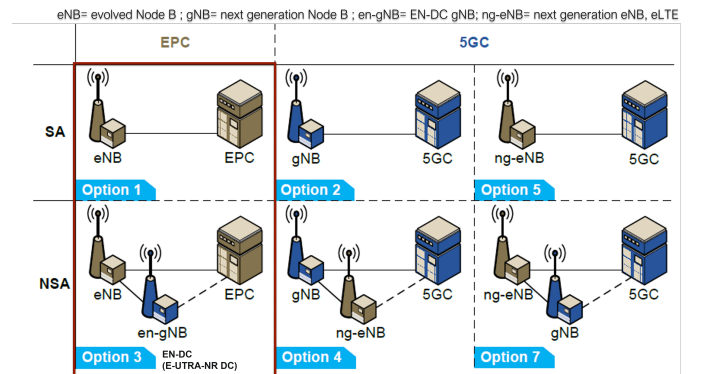 eNB= evolved Node B ; gNB= next generation Node B ; en-gNB= EN-DC gNB; ng-eNB= next generation eNB, eLTE
EPC 5GC
SA
eNB EPC gNB 5GC ng-eNB 5GC
Option 1 Option 2 Option 5
NSA
eNB EPC gNB 5GC ng-eNB 5GC
en-gNB ng-eNB gNB
Option 3 EN-DC Option 4 Option 7
(E-UTRA-NR DC)